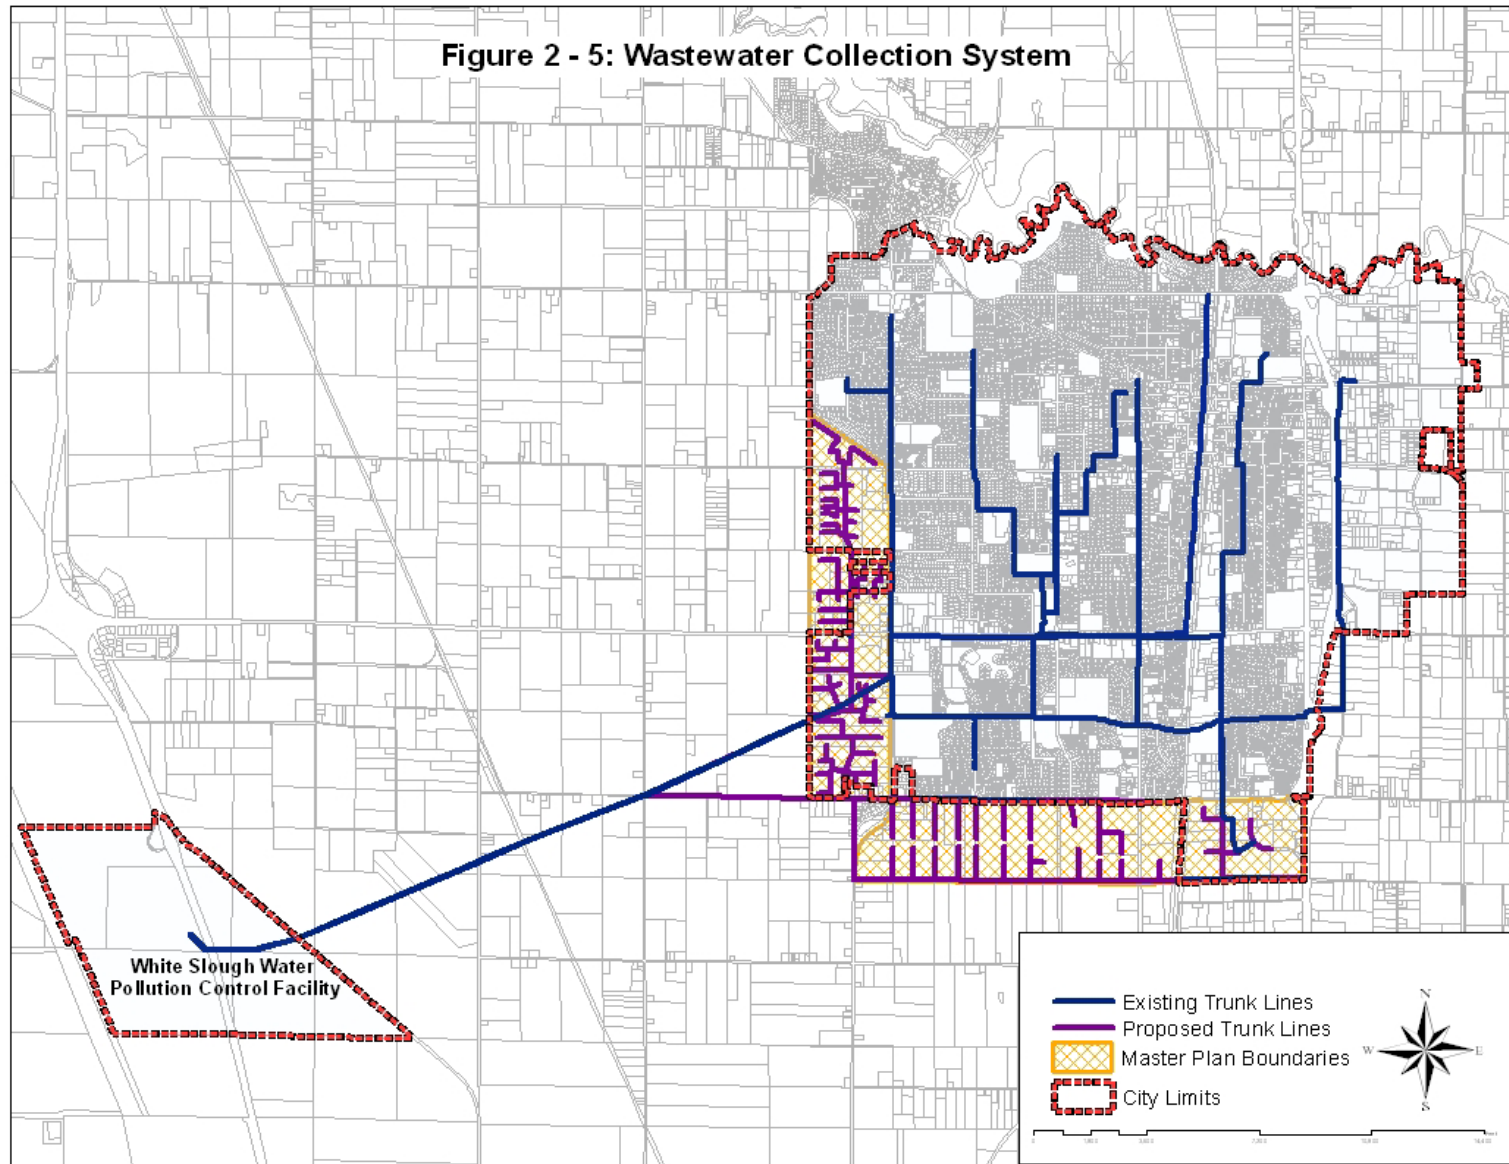 Figure 2 - 5: Wastewater Collection System
White Slough Water
Pollution Control Facility
Existing Trunk Lines
Proposed Trunk Lines
Master Plan Boundaries
City Limits
N
W
E
S
0